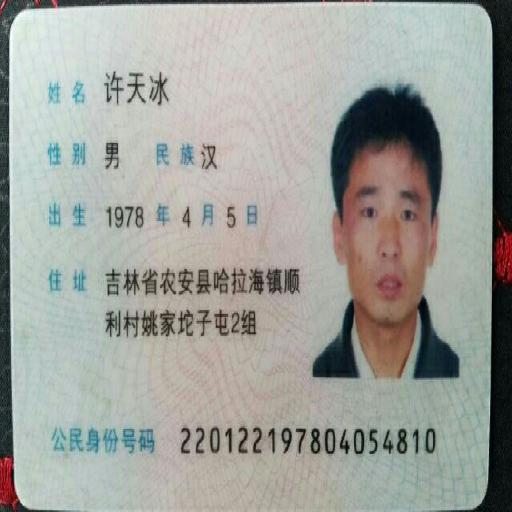 姓名 许天冰
性别 男 民族 汉
出生 1978 年 4 月 5 日
住址 吉林省农安县哈拉海镇顺
利村姚家坨子屯2组
公民身份号码 220122197804054810